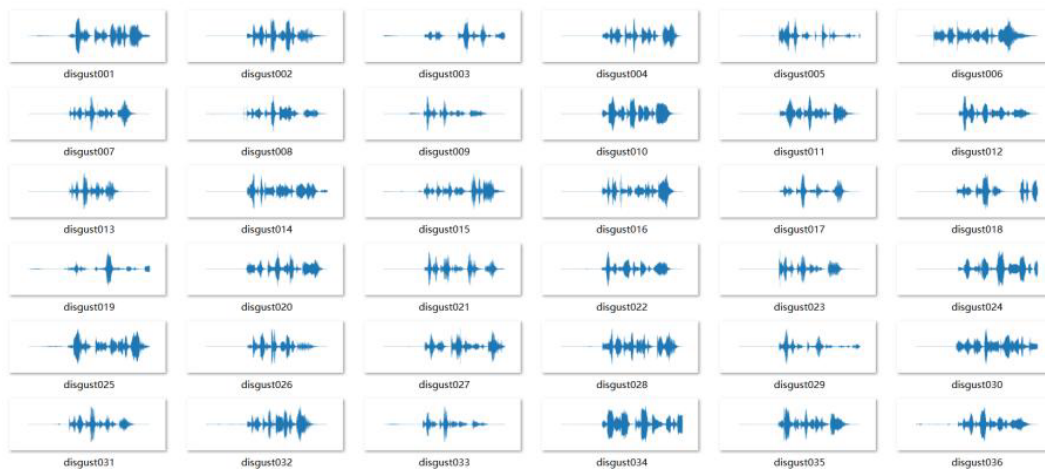 disgust001 disgust002 disgust003 disgust004 disgust005 disgust006
disgust007 disgust008 disgust009 disgust010 disgust011 disgust012
disgust013 disgust014 disgust015 disgust016 disgust017 disgust018
disgust019 disgust020 disgust021 disgust022 disgust023 disgust024
disgust025 disgust026 disgust027 disgust028 disgust029 disgust030
disgust031 disgust032 disgust033 disgust034 disgust035 disgust036